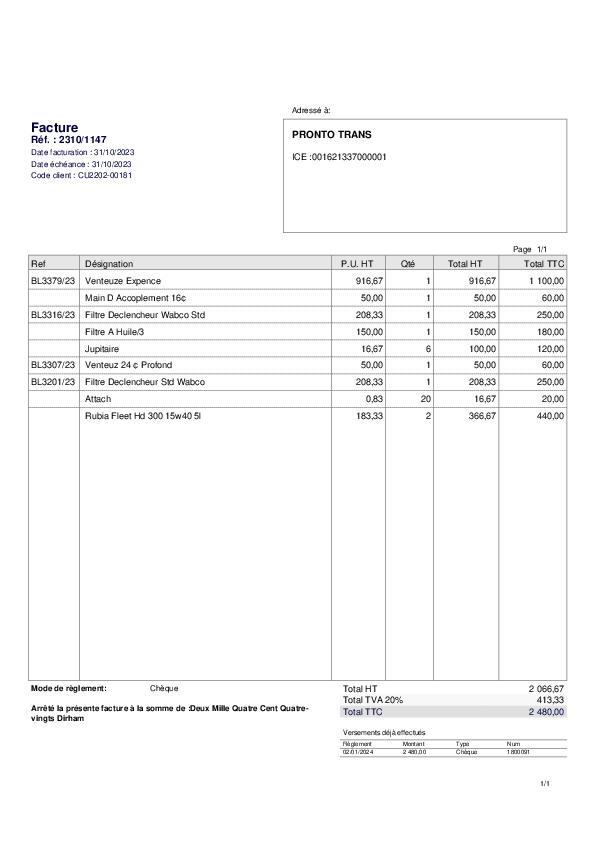 Adressé à:
Facture
Réf. : 2310/1147
Date facturation : 31/10/2023
Date échéance : 31/10/2023
Code client : CU2202-00181
PRONTO TRANS
ICE :001621337000001
Page 1/1
Ref Désignation P.U. HT Qté Total HT Total TTC
BL3379/23 Venteuze Expence 916,67 1 916,67 1 100,00
Main D Accoplement 16¢ 50,00 1 50,00 60,00
BL3316/23 Filtre Declencheur Wabco Std 208,33 1 208,33 250,00
Filtre A Huile/3 150,00 1 150,00 180,00
Jupitaire 16,67 6 100,00 120,00
BL3307/23 Venteuz 24 ¢ Profond 50,00 1 50,00 60,00
BL3201/23 Filtre Declencheur Std Wabco 208,33 1 208,33 250,00
Attach 0,83 20 16,67 20,00
Rubia Fleet Hd 300 15w40 5l 183,33 2 366,67 440,00
Mode de règlement: Chèque
Arrêté la présente facture à la somme de :Deux Mille Quatre Cent Quatre-
vingts Dirham
Total HT 2 066,67
Total TVA 20% 413,33
Total TTC 2 480,00
Versements déjà effectués
Règlement Montant Type Num
02/01/2024 2 480,00 Chèque 1800091
1/1